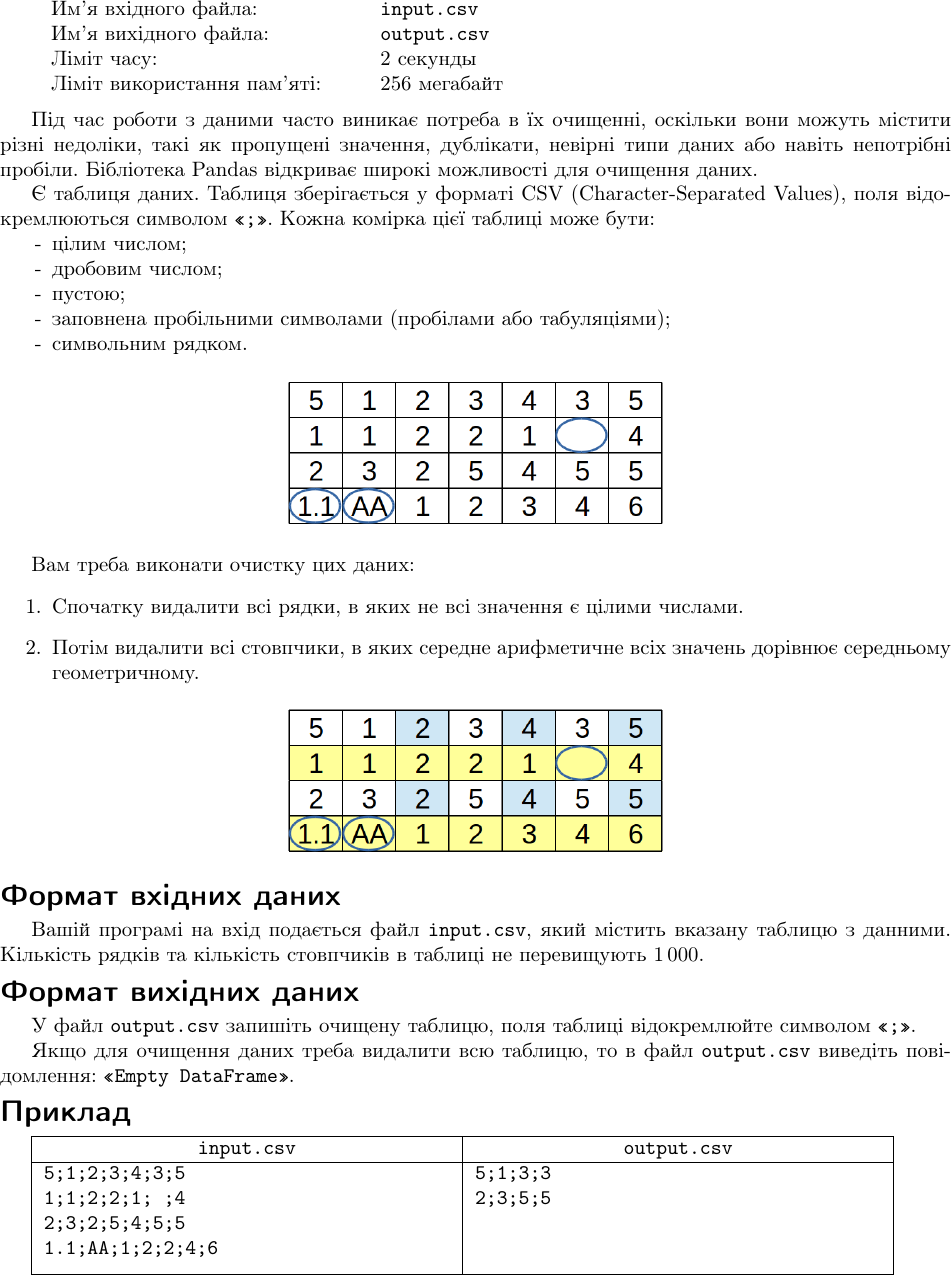 Им'я вхідного файла: input.csv
Им'я вихідного файла: output.csv
Ліміт часу: 2 секунды
Ліміт використання пам'яті: 256 мегабайт
Під час роботи з даними часто виникає потреба в їх очищенні, оскільки вони можуть містити
різні недоліки, такі як пропущені значення, дублікати, невірні типи даних або навіть непотрібні
пробіли. Бібліотека Pandas відкриває широкі можливості для очищення даних.
Є таблиця даних. Таблиця зберігається у форматі CSV (Character-Separated Values), поля відо-
кремлюються символом «;». Кожна комірка цієї таблиці може бути:
- цілим числом;
- дробовим числом;
- пустою;
- заповнена пробільними символами (пробілами або табуляціями);
- символьним рядком.
5 1 2 3 4 3 5
1 1 2 2 1 4
2 3 2 5 4 5 5
1.1 AA 1 2 3 4 6
Вам треба виконати очистку цих даних:
1. Спочатку видалити всі рядки, в яких не всі значення є цілими числами.
2. Потім видалити всі стовпчики, в яких середне арифметичне всіх значень дорівнює середньому
геометричному.
5 1 2 3 4 3 5
1 1 2 2 1 4
2 3 2 5 4 5 5
1.1 AA 1 2 3 4 6
Формат вхідних даних
Вашій програмі на вхід подається файл input.csv, який містить вказану таблицю з данними.
Кількість рядків та кількість стовпчиків в таблиці не перевищують 1 000.
Формат вихідних даних
У файл output.csv запишіть очищену таблицю, поля таблиці відокремлюйте символом «;».
Якщо для очищення даних треба видалити всю таблицю, то в файл output.csv виведіть пові-
домлення: «Empty DataFrame».
Приклад
input.csv output.csv
5;1;2;3;4;3;5 5;1;3;3
1;1;2;2;1; ;4 2;3;5;5
2;3;2;5;4;5;5
1.1;AA;1;2;2;4;6